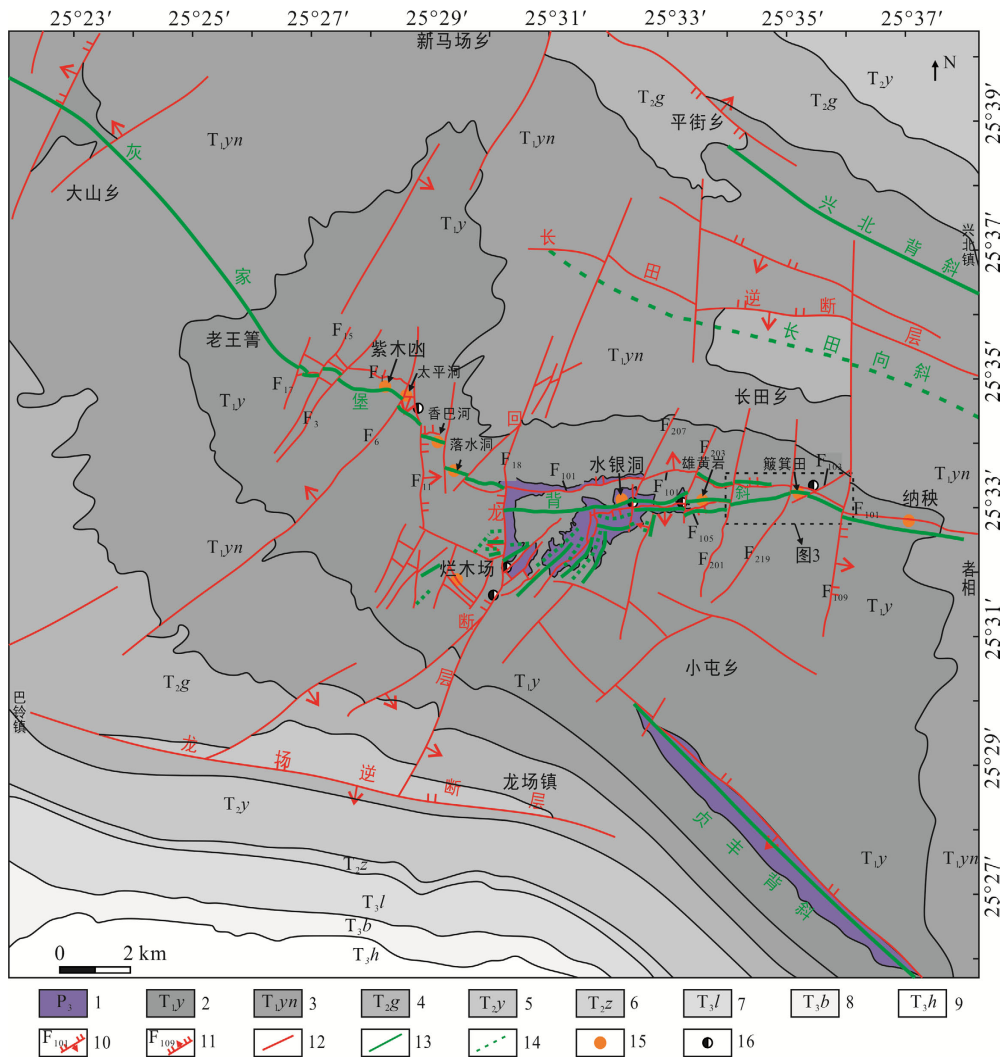 25°23′ 25°25′ 25°27′ 25°29′ 25°31′ 25°33′ 25°35′ 25°37′
新马场乡
N
T₂y
T₂g
T₂g
25°39′
平街乡
T₁yn
T₁yn
灰
大山乡
T₁y
兴北背斜
兴北镇
25°37′
长田逆断层
家
长田向斜
老王箐
F₁₅
紫木凼
T₁yn
25°35′
F₁₇
F
太平洞
T₁y
堡
长田乡
F₃
香巴河
回
F₆
落水洞
F₂₀₇
F₂₀₃
F₁₈
F₁₀₁
水银洞
雄黄岩
簸箕田
T₁yn
F₁₁
背
斜
纳秧
25°33′
龙
F₁₀₁
F₁₀₅
T₁yn
F₂₀₁
F₂₁₉
图3
者相
烂木场
F₁₀₉
T₁y
断
25°31′
小屯乡
T₂g
层
T₁y
巴铃镇
龙场逆断层
25°29′
龙场镇
T₂y
贞丰背斜
T₂z
T₁y
T₁yn
T₃l
25°27′
T₃b
0 2 km
T₃h
P₃ 1 T₁y 2 T₁yn 3 T₂g 4 T₂y 5 T₂z 6 T₃l 7 T₃b 8 T₃h 9
F₁₀₁ 10 F₁₀₉ 11 12 13 14 15 16